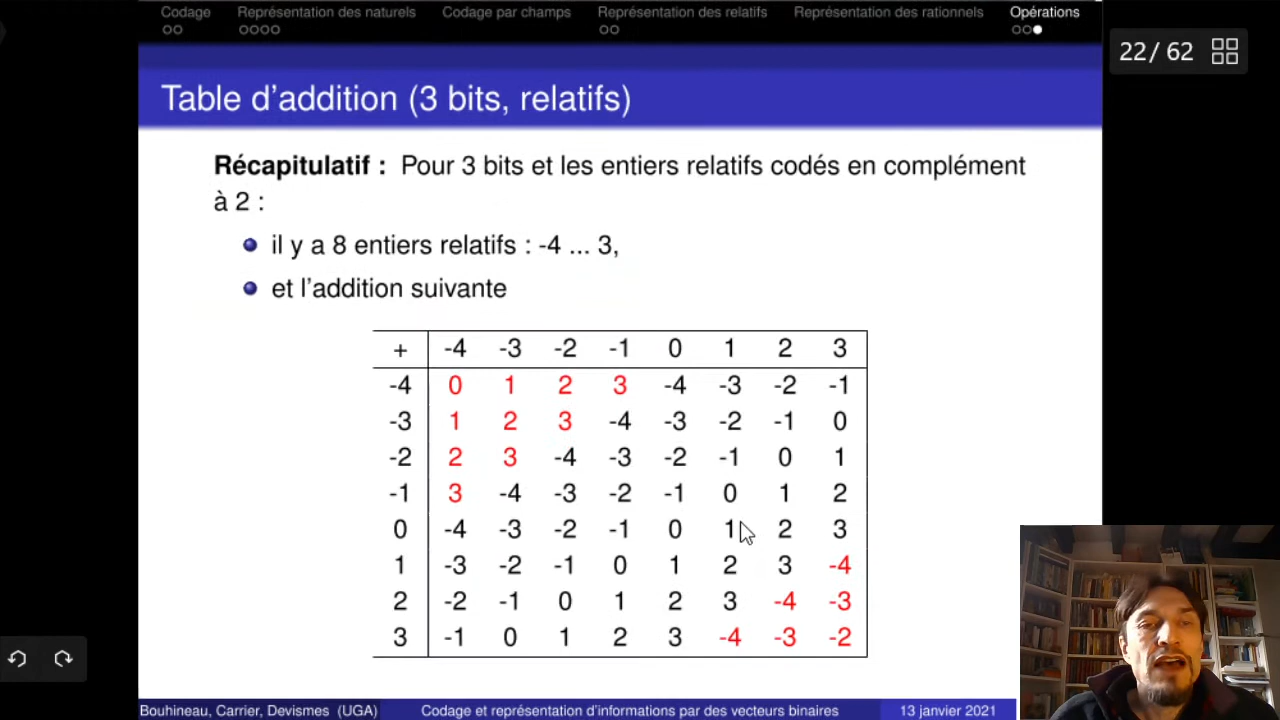 Codage Représentation des naturels Codage par champs Représentation des relatifs Représentation des rationnels Opérations
22/ 62
Table d'addition (3 bits, relatifs)
Récapitulatif : Pour 3 bits et les entiers relatifs codés en complément
à 2 :
il y a 8 entiers relatifs : -4 ... 3,
et l'addition suivante
+ -4 -3 -2 -1 0 1 2 3
-4 0 1 2 3 -4 -3 -2 -1
-3 1 2 3 -4 -3 -2 -1 0
-2 2 3 -4 -3 -2 -1 0 1
-1 3 -4 -3 -2 -1 0 1 2
0 -4 -3 -2 -1 0 1 2 3
1 -3 -2 -1 0 1 2 3 -4
2 -2 -1 0 1 2 3 -4 -3
3 -1 0 1 2 3 -4 -3 -2
Bouhineau, Carrier, Devismes (UGA) Codage et représentation d'informations par des vecteurs binaires 13 janvier 2021